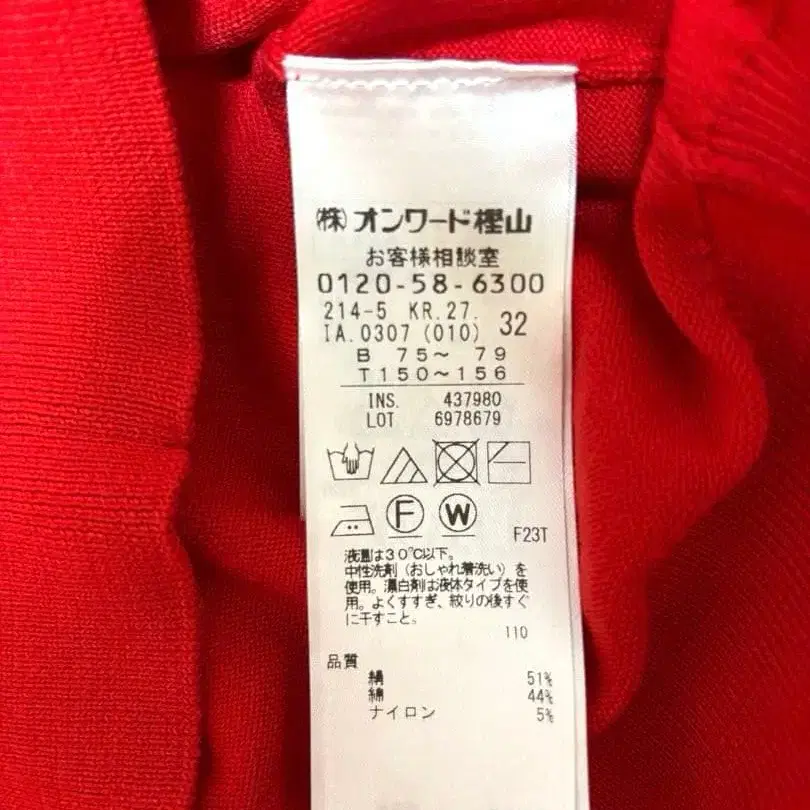 ㈱オンワード樫山
お客様相談室
0120-58-6300
214-5 KR.27.
IA.0307 (010) 32
B 75～ 79
T150～156
INS. 437980
LOT 6978679
F W
F23T
液温は30℃以下。
中性洗剤（おしゃれ着洗い）を
使用。漂白剤は液体タイプを使
用。よくすすぎ、絞りの後すぐ
に干すこと。
110
品質
絹 51%
綿 44%
ナイロン 5%